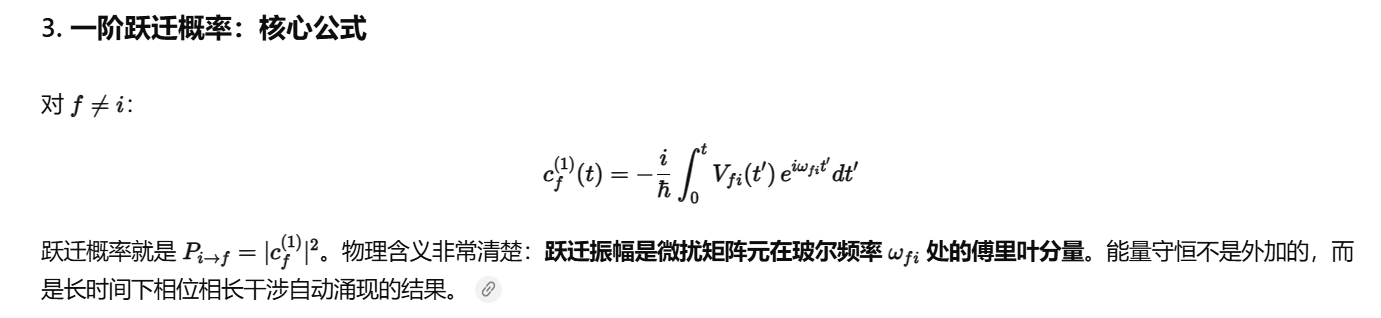 3. 一阶跃迁概率：核心公式
对 f ≠ i：
c_f^{(1)}(t) = -\frac{i}{\hbar} \int_0^t V_{fi}(t') e^{iω_{fi}t'} dt'
跃迁概率就是 P_{i→f} = |c_f^{(1)}|^2。物理含义非常清楚：跃迁振幅是微扰矩阵元在玻尔频率 ω_{fi} 处的傅里叶分量。能量守恒不是外加的，而
是长时间下相位相长干涉自动涌现的结果。